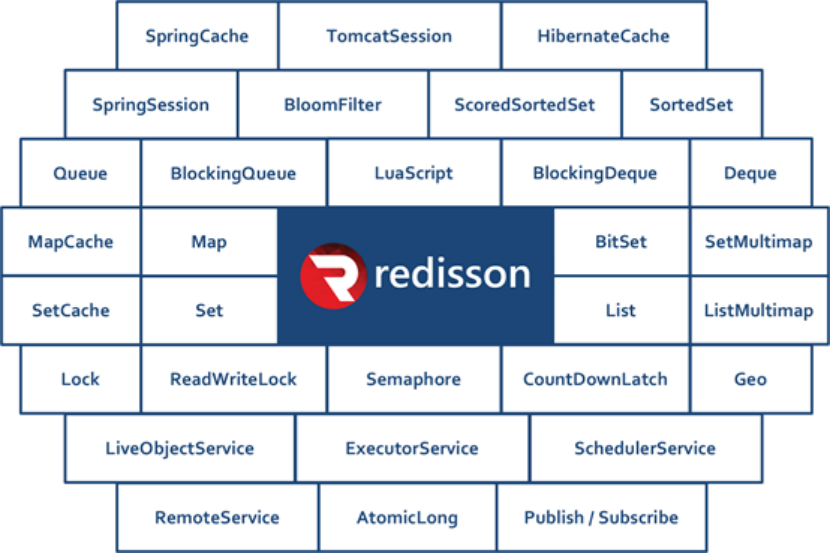 SpringCache TomcatSession HibernateCache
SpringSession BloomFilter ScoredSortedSet SortedSet
Queue BlockingQueue LuaScript BlockingDeque Deque
MapCache Map BitSet SetMultimap
redisson
SetCache Set List ListMultimap
Lock ReadWriteLock Semaphore CountDownLatch Geo
LiveObjectService ExecutorService SchedulerService
RemoteService AtomicLong Publish / Subscribe